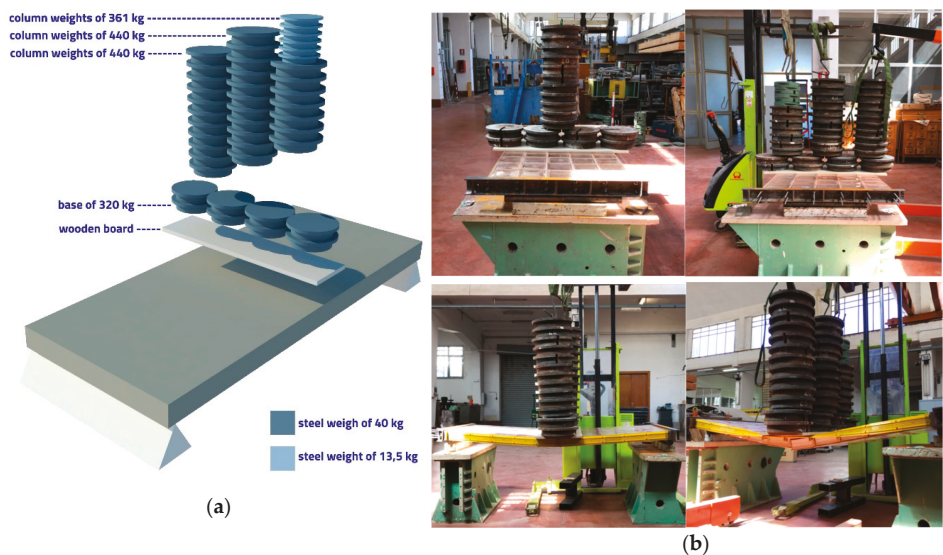 column weights of 361 kg
column weights of 440 kg
column weights of 440 kg
base of 320 kg
wooden board
steel weigh of 40 kg
steel weight of 13,5 kg
(a)
(b)